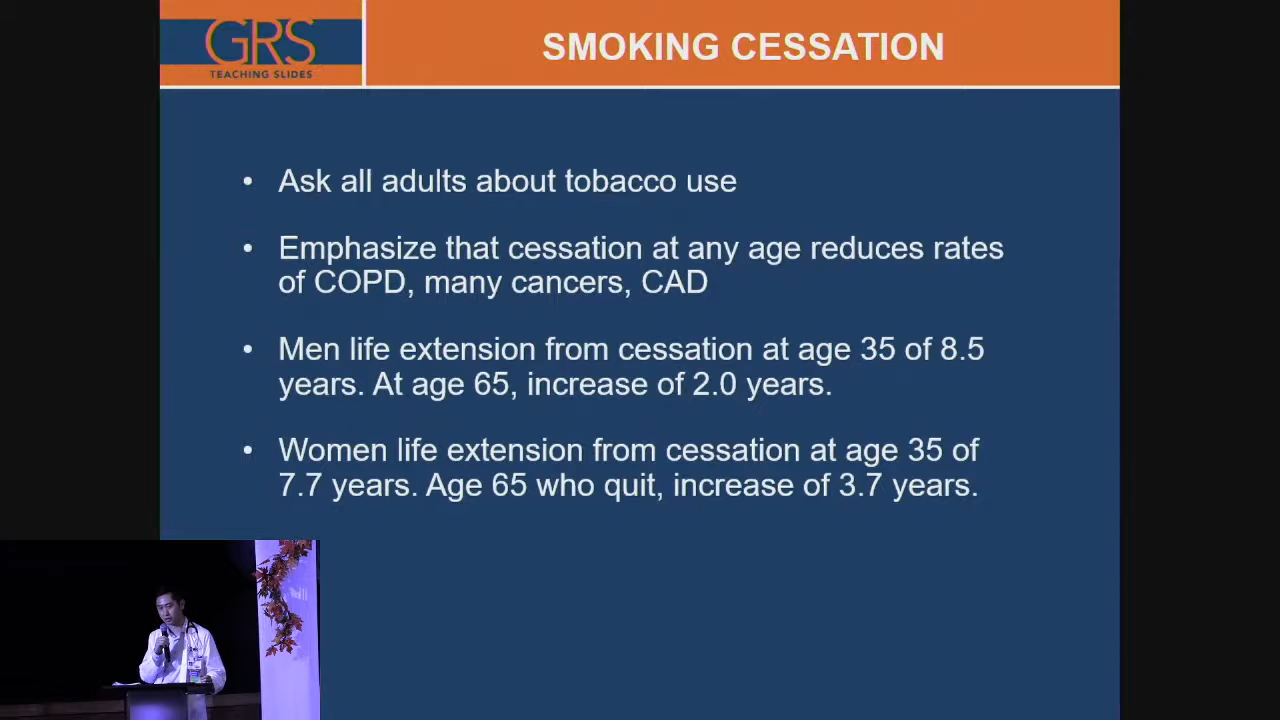 GRS
TEACHING SLIDES
SMOKING CESSATION
• Ask all adults about tobacco use
• Emphasize that cessation at any age reduces rates
of COPD, many cancers, CAD
• Men life extension from cessation at age 35 of 8.5
years. At age 65, increase of 2.0 years.
• Women life extension from cessation at age 35 of
7.7 years. Age 65 who quit, increase of 3.7 years.